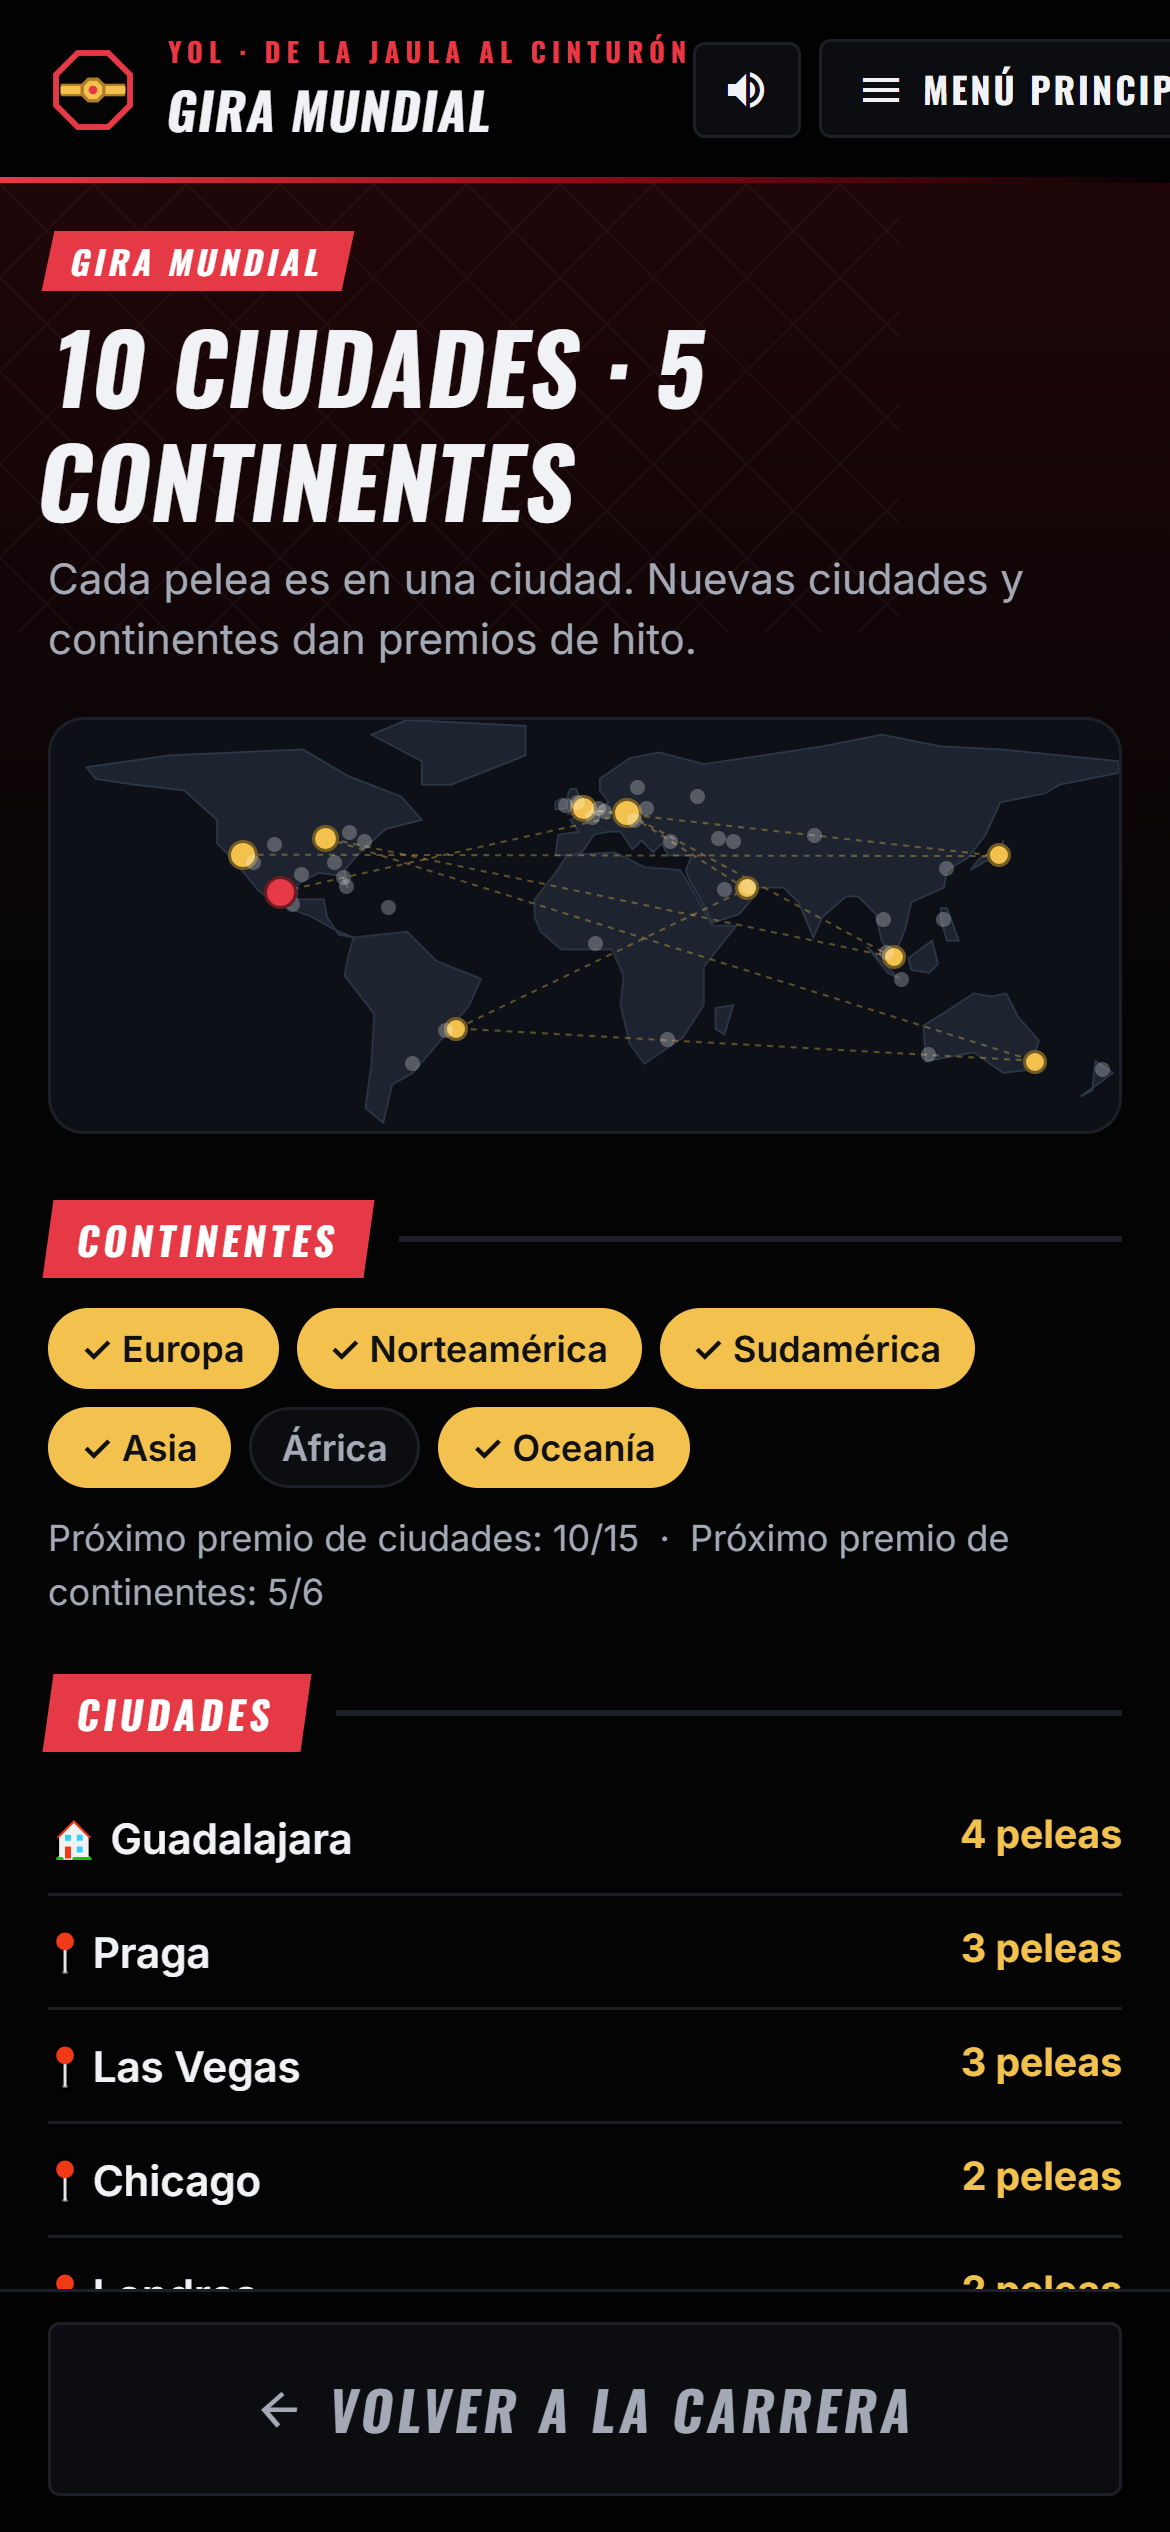 YOL · DE LA JAULA AL CINTURÓN
GIRA MUNDIAL
MENÚ PRINCIP
GIRA MUNDIAL
10 CIUDADES · 5
CONTINENTES
Cada pelea es en una ciudad. Nuevas ciudades y
continentes dan premios de hito.
CONTINENTES
✓ Europa
✓ Norteamérica
✓ Sudamérica
✓ Asia
África
✓ Oceanía
Próximo premio de ciudades: 10/15 · Próximo premio de
continentes: 5/6
CIUDADES
Guadalajara 4 peleas
Praga 3 peleas
Las Vegas 3 peleas
Chicago 2 peleas
Londres 2 peleas
← VOLVER A LA CARRERA